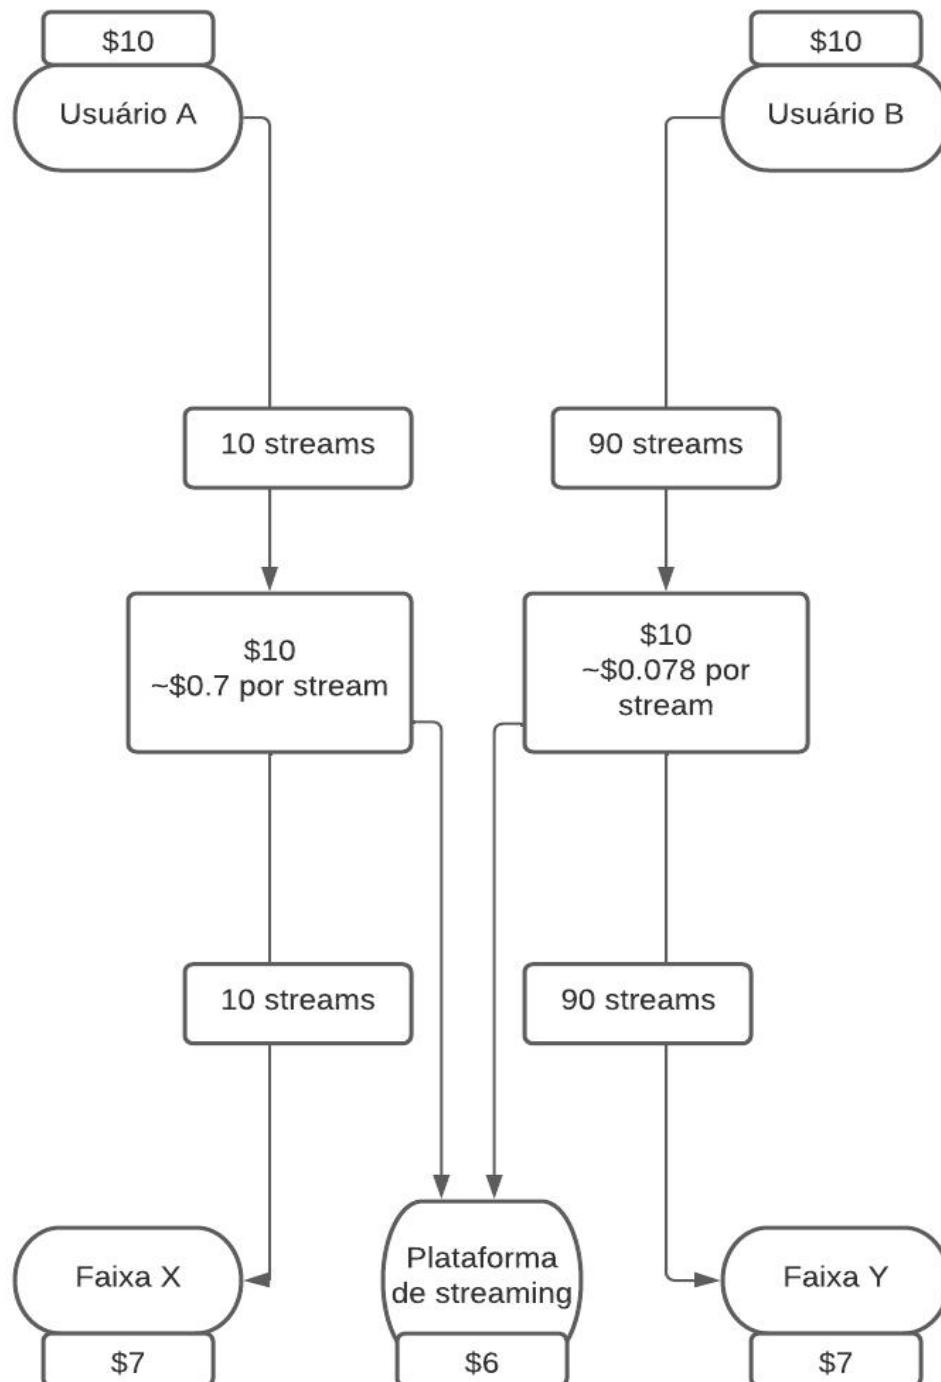 $10
$10
Usuário A
Usuário B
10 streams
90 streams
$10
~$0.7 por stream
$10
~$0.078 por
stream
10 streams
90 streams
Faixa X
Plataforma
de streaming
Faixa Y
$7
$6
$7